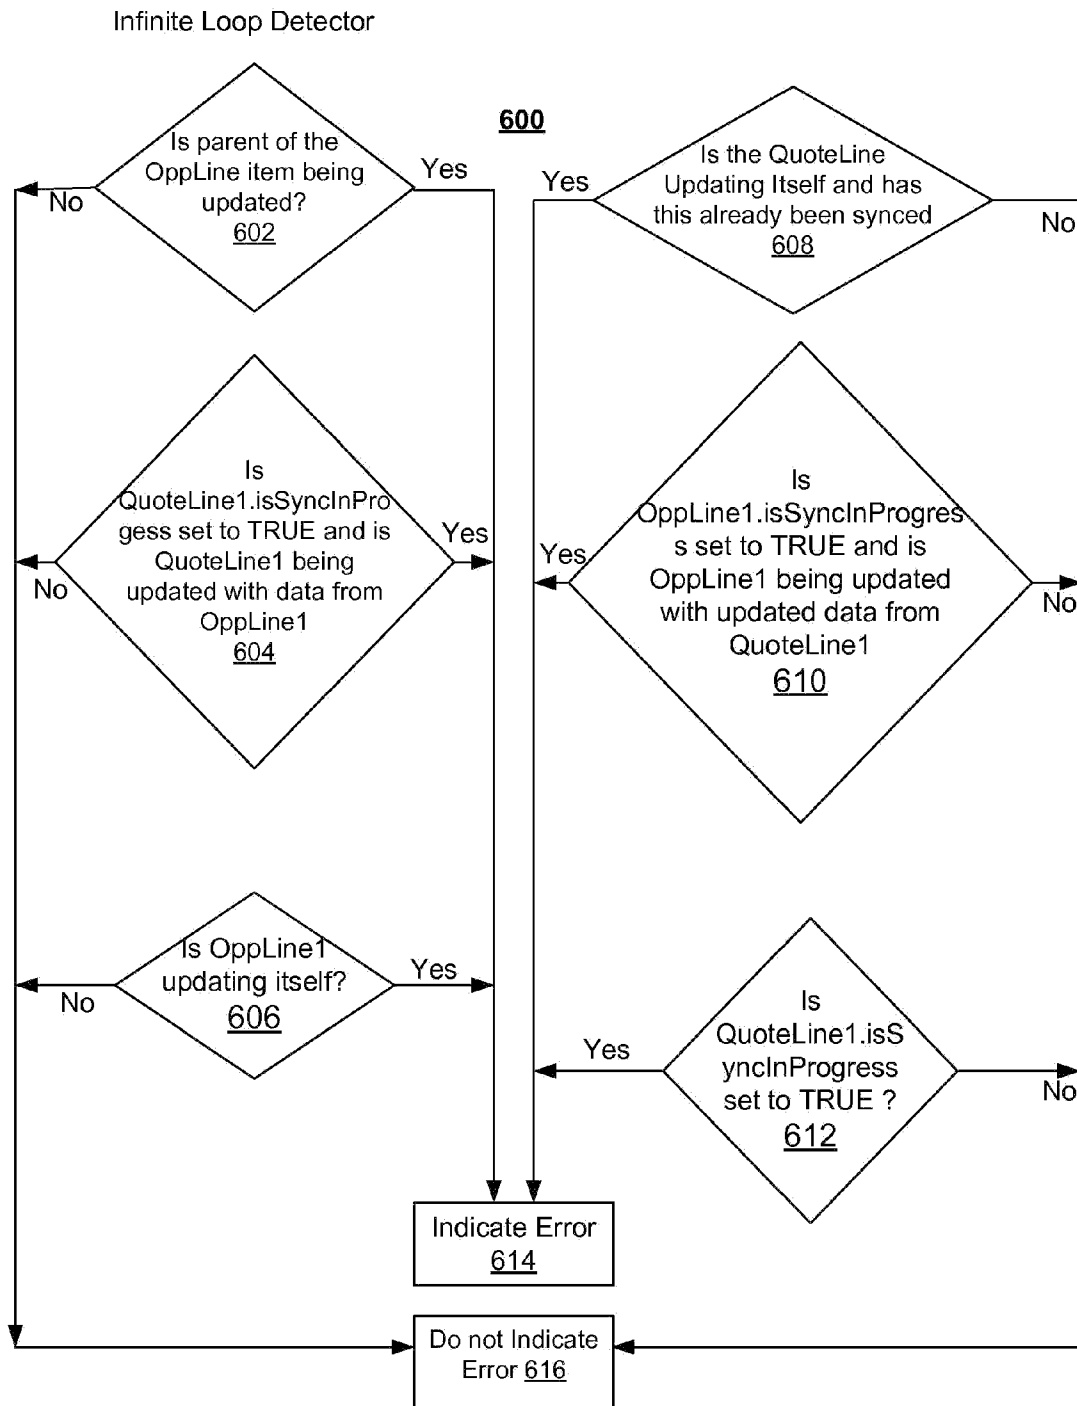 Infinite Loop Detector
600
Is parent of the
OppLine item being
updated?
602
Yes
No
Is
QuoteLine1.isSyncInPro
gess set to TRUE and is
QuoteLine1 being
updated with data from
OppLine1
604
Yes
No
Is OppLine1
updating itself?
606
Yes
No
Is the QuoteLine
Updating Itself and has
this already been synced
608
Yes
No
Is
OppLine1.isSyncInProgres
s set to TRUE and is
OppLine1 being updated
with updated data from
QuoteLine1
610
Yes
No
Is
QuoteLine1.isS
yncInProgress
set to TRUE ?
612
Yes
No
Indicate Error
614
Do not Indicate
Error 616